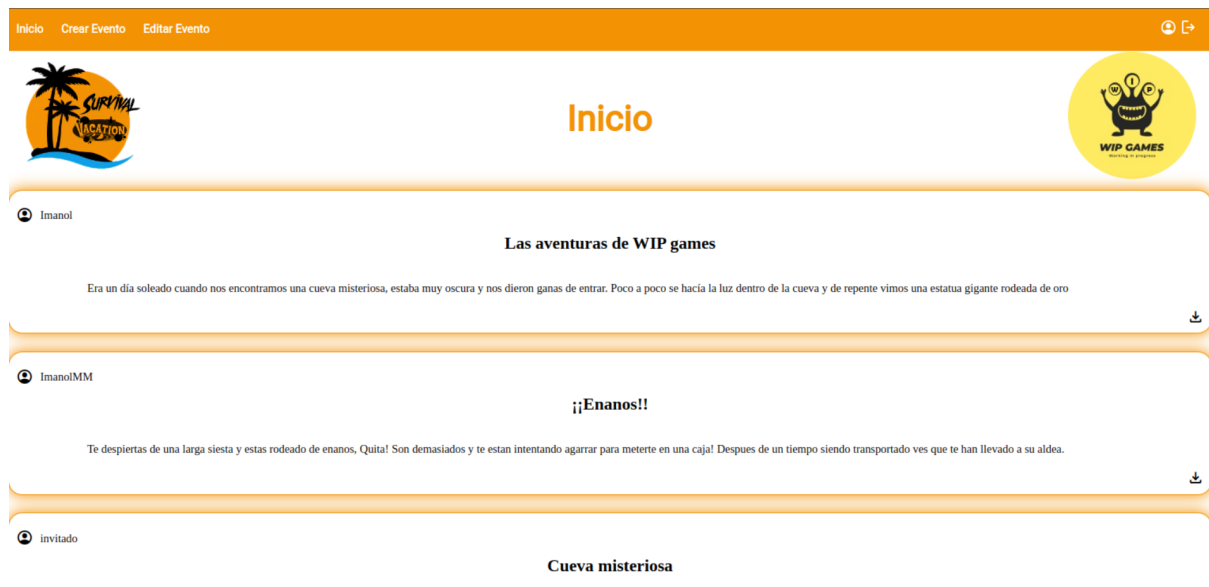 Inicio Crear Evento Editar Evento
SURVIVAL
VACATION
Inicio
W I P
WIP GAMES
Working in progress
Imanol
Las aventuras de WIP games
Era un día soleado cuando nos encontramos una cueva misteriosa, estaba muy oscura y nos dieron ganas de entrar. Poco a poco se hacía la luz dentro de la cueva y de repente vimos una estatua gigante rodeada de oro
ImanolMM
¡¡Enanos!!
Te despiertas de una larga siesta y estas rodeado de enanos, Quita! Son demasiados y te estan intentando agarrar para meterte en una caja! Despues de un tiempo siendo transportado ves que te han llevado a su aldea.
invitado
Cueva misteriosa